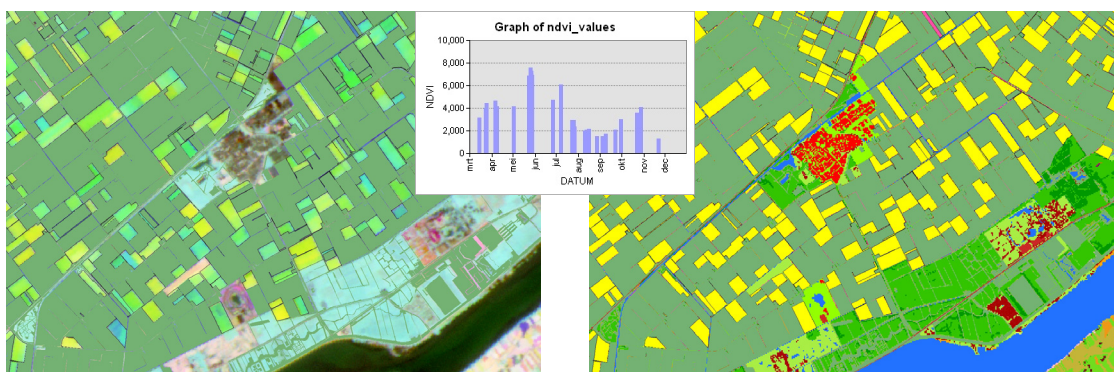 Graph of ndvi_values
10,000
8,000
6,000
4,000
2,000
0
NDVI
mrt
apr
mei
jun
jul
aug
sep
okt
nov
dec
DATUM